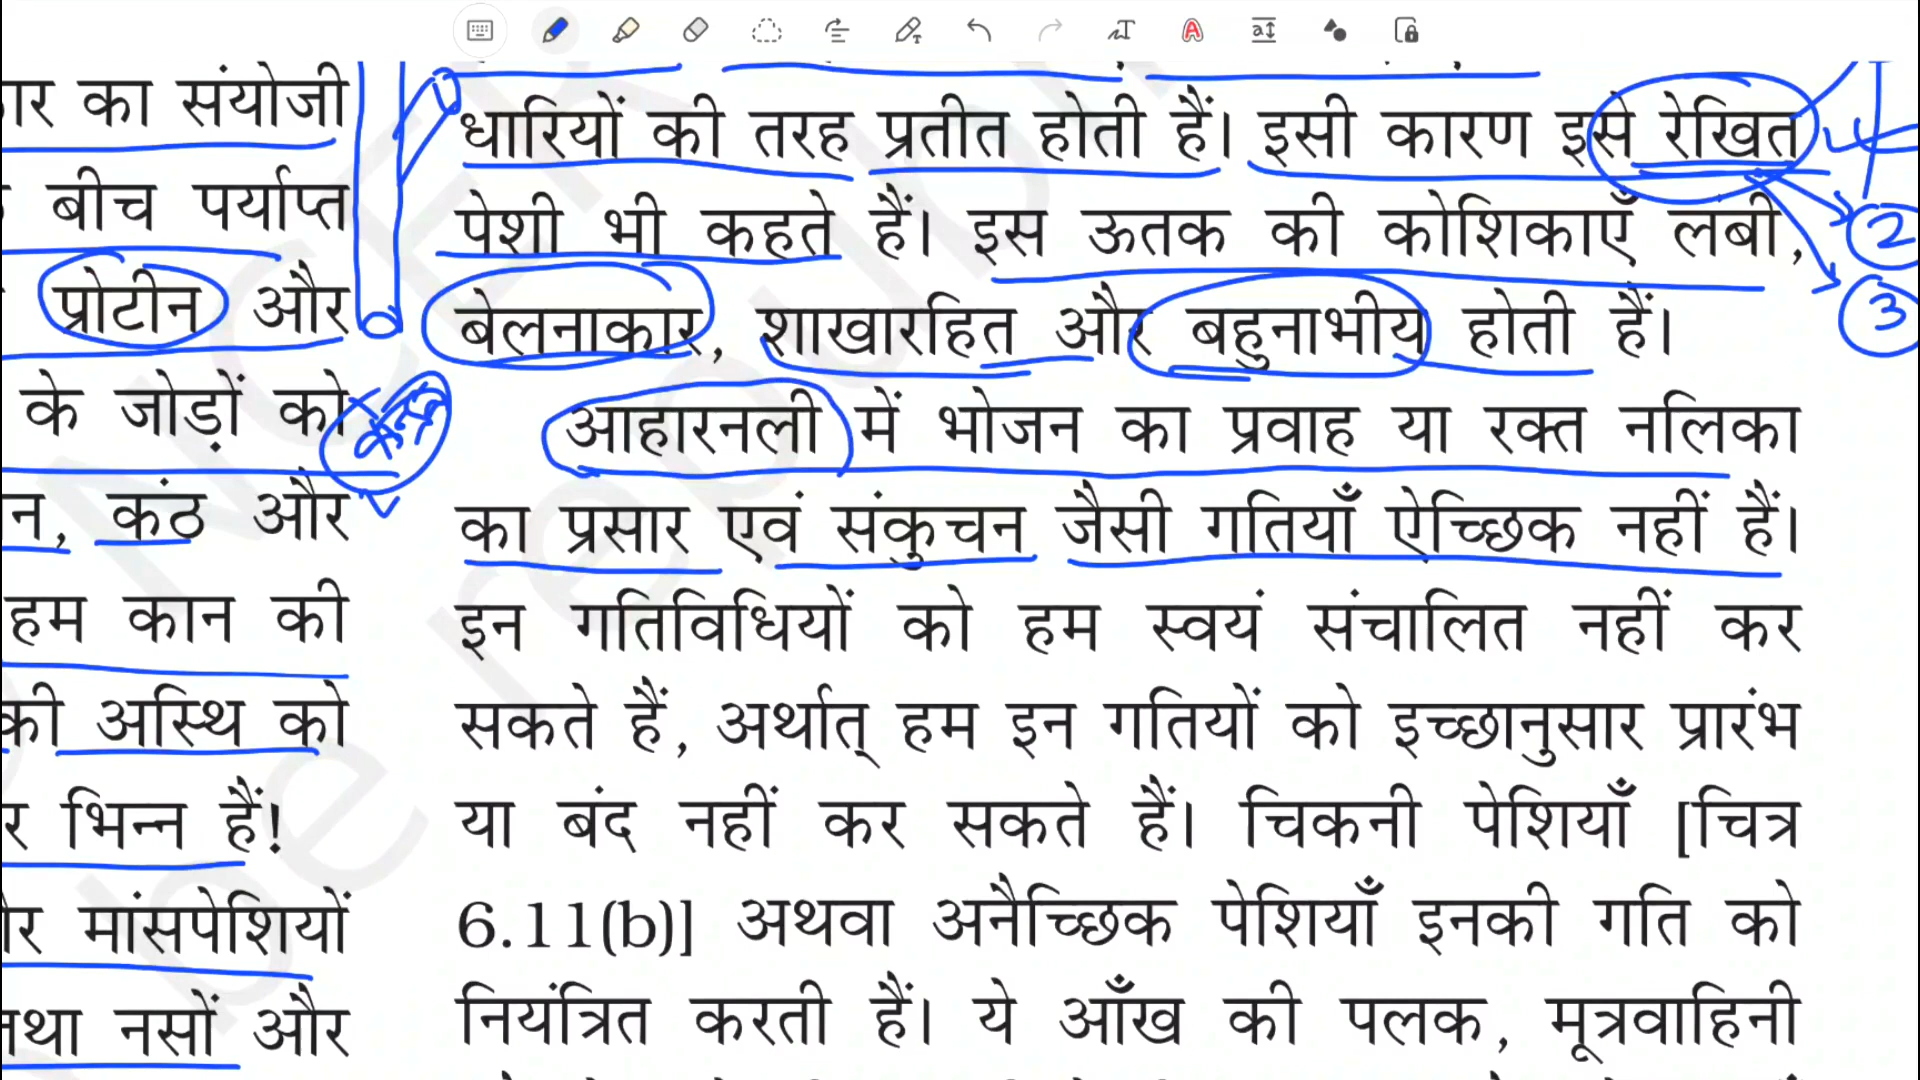 ार का संयोजी
बीच पर्याप्त
प्रोटीन और
के जोड़ों को
न, कंठ और
हम कान की
की अस्थि को
र भिन्न हैं!
मांसपेशियों
तथा नसों और
धारियों की तरह प्रतीत होती हैं। इसी कारण इसे रेखित
पेशी भी कहते हैं। इस ऊतक की कोशिकाएँ लंबी,
बेलनाकार, शाखारहित और बहुनाभीय होती हैं।
आहारनली में भोजन का प्रवाह या रक्त नलिका
का प्रसार एवं संकुचन जैसी गतियाँ ऐच्छिक नहीं हैं।
इन गतिविधियों को हम स्वयं संचालित नहीं कर
सकते हैं, अर्थात् हम इन गतियों को इच्छानुसार प्रारंभ
या बंद नहीं कर सकते हैं। चिकनी पेशियाँ [चित्र
6.11(b)] अथवा अनैच्छिक पेशियाँ इनकी गति को
नियंत्रित करती हैं। ये आँख की पलक, मूत्रवाहिनी
2
3